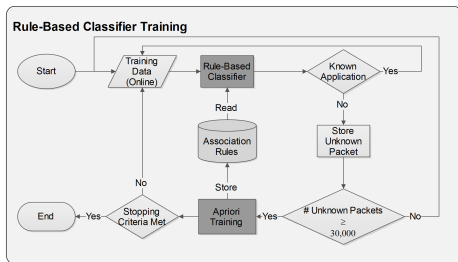 Rule-Based Classifier Training
Start
Training
Data
(Online)
Rule-Based
Classifier
Known
Application
Yes
No
Read
Store
Unknown
Packet
Association
Rules
No
Store
End
Yes
Stopping
Criteria Met
Apriori
Training
Yes
# Unknown Packets
≥
30,000
No